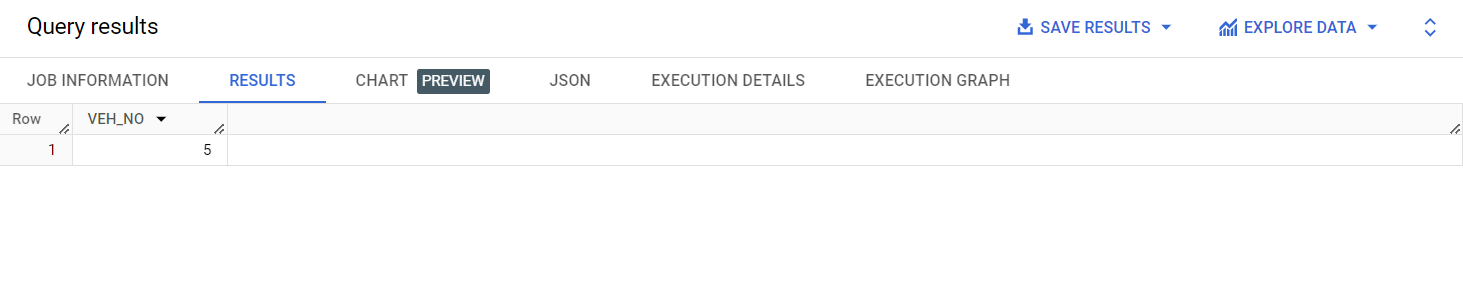 Query results
SAVE RESULTS
EXPLORE DATA
JOB INFORMATION
RESULTS
CHART PREVIEW
JSON
EXECUTION DETAILS
EXECUTION GRAPH
Row VEH_NO
1 5